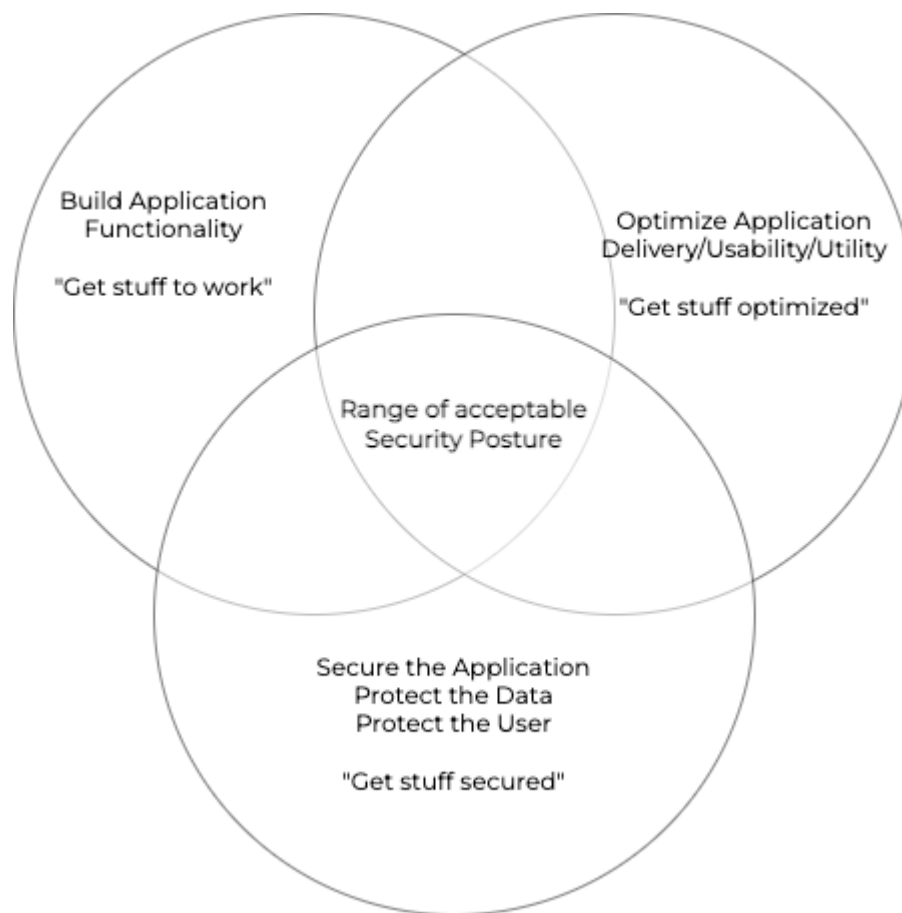 Build Application
Functionality
"Get stuff to work"
Optimize Application
Delivery/Usability/Utility
"Get stuff optimized"
Range of acceptable
Security Posture
Secure the Application
Protect the Data
Protect the User
"Get stuff secured"